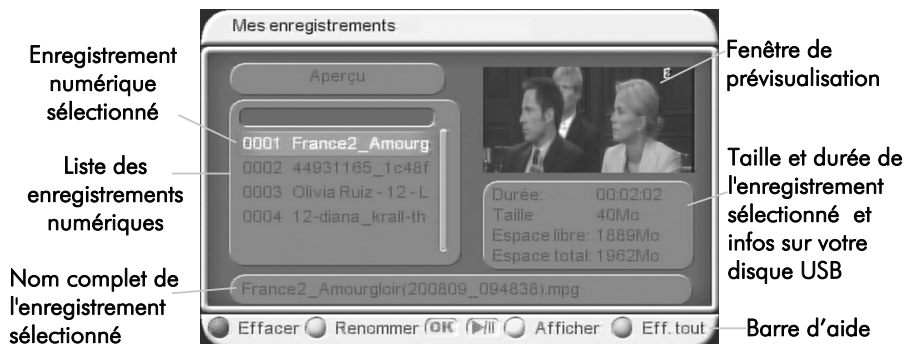 Mes enregistrements
Enregistrement
numérique
sélectionné
Liste des
enregistrements
numériques
Nom complet de
l'enregistrement
sélectionné
Aperçu
0001 France2_Amourg
0002 44931165_1c48f
0003 Olivia Ruiz - 12 - L
0004 12-diana_krall-th
Durée: 00:02:02
Taille 40Mo
Espace libre: 1889Mo
Espace total: 1962Mo
France2_Amourgloir(200809_094838).mpg
Effacer Renommer OK Afficher Eff. tout
Fenêtre de
prévisualisation
Taille et durée de
l'enregistrement
sélectionné et
infos sur votre
disque USB
Barre d'aide